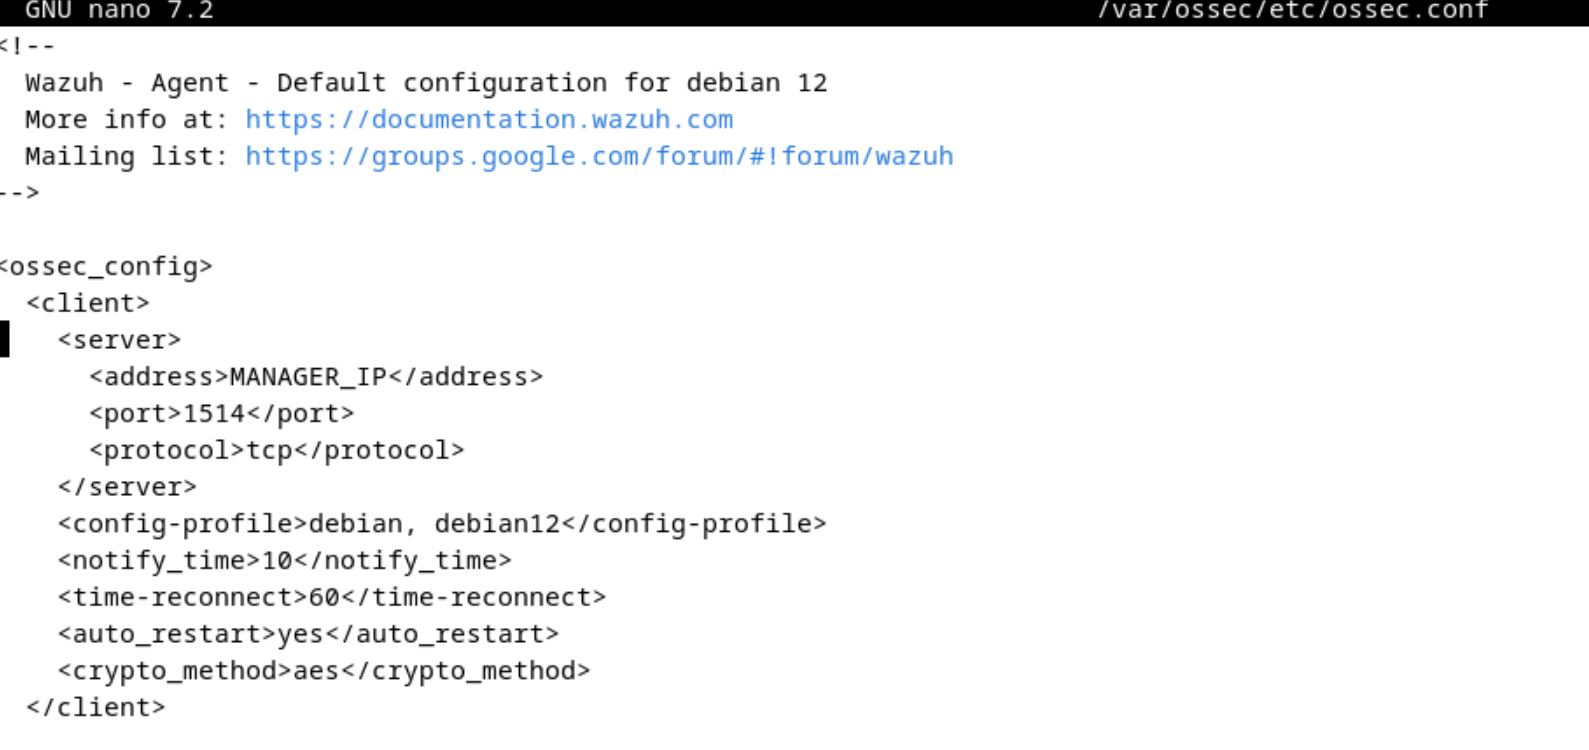 GNU nano 7.2 /var/ossec/etc/ossec.conf
<!--
  Wazuh - Agent - Default configuration for debian 12
  More info at: https://documentation.wazuh.com
  Mailing list: https://groups.google.com/forum/#!forum/wazuh
-->
<ossec_config>
  <client>
    <server>
      <address>MANAGER_IP</address>
      <port>1514</port>
      <protocol>tcp</protocol>
    </server>
    <config-profile>debian, debian12</config-profile>
    <notify_time>10</notify_time>
    <time-reconnect>60</time-reconnect>
    <auto_restart>yes</auto_restart>
    <crypto_method>aes</crypto_method>
  </client>